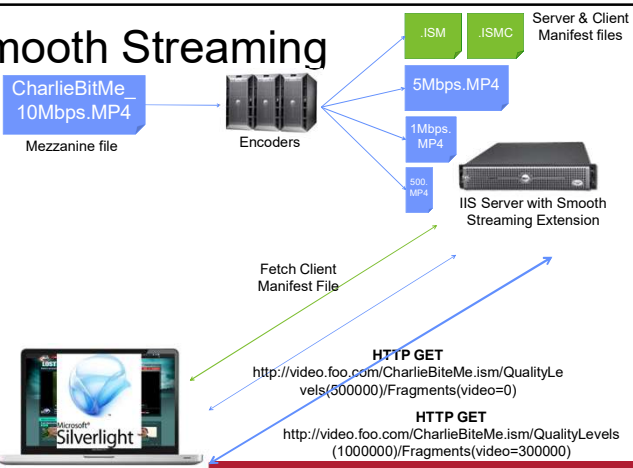 mooth Streaming
.ISM
.ISMC
Server & Client
Manifest files
CharlieBitMe_
10Mbps.MP4
Mezzanine file
Encoders
5Mbps.MP4
1Mbps.
MP4
500.
MP4
IIS Server with Smooth
Streaming Extension
Fetch Client
Manifest File
HTTP GET
http://video.foo.com/CharlieBiteMe.ism/QualityLe
vels(500000)/Fragments(video=0)
HTTP GET
http://video.foo.com/CharlieBiteMe.ism/QualityLevels
(1000000)/Fragments(video=300000)
LOST
Microsoft®
Silverlight™